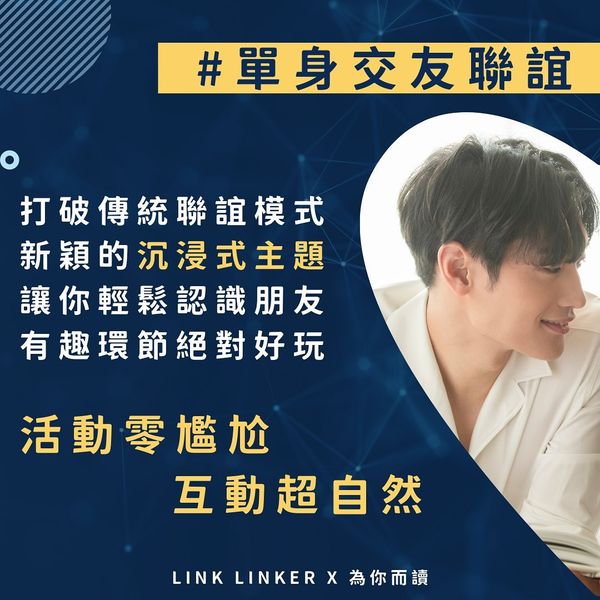 #單身交友聯誼
打破傳統聯誼模式
新穎的沉浸式主題
讓你輕鬆認識朋友
有趣環節絕對好玩
活動零尷尬
互動超自然
LINK LINKER X 為你而讀